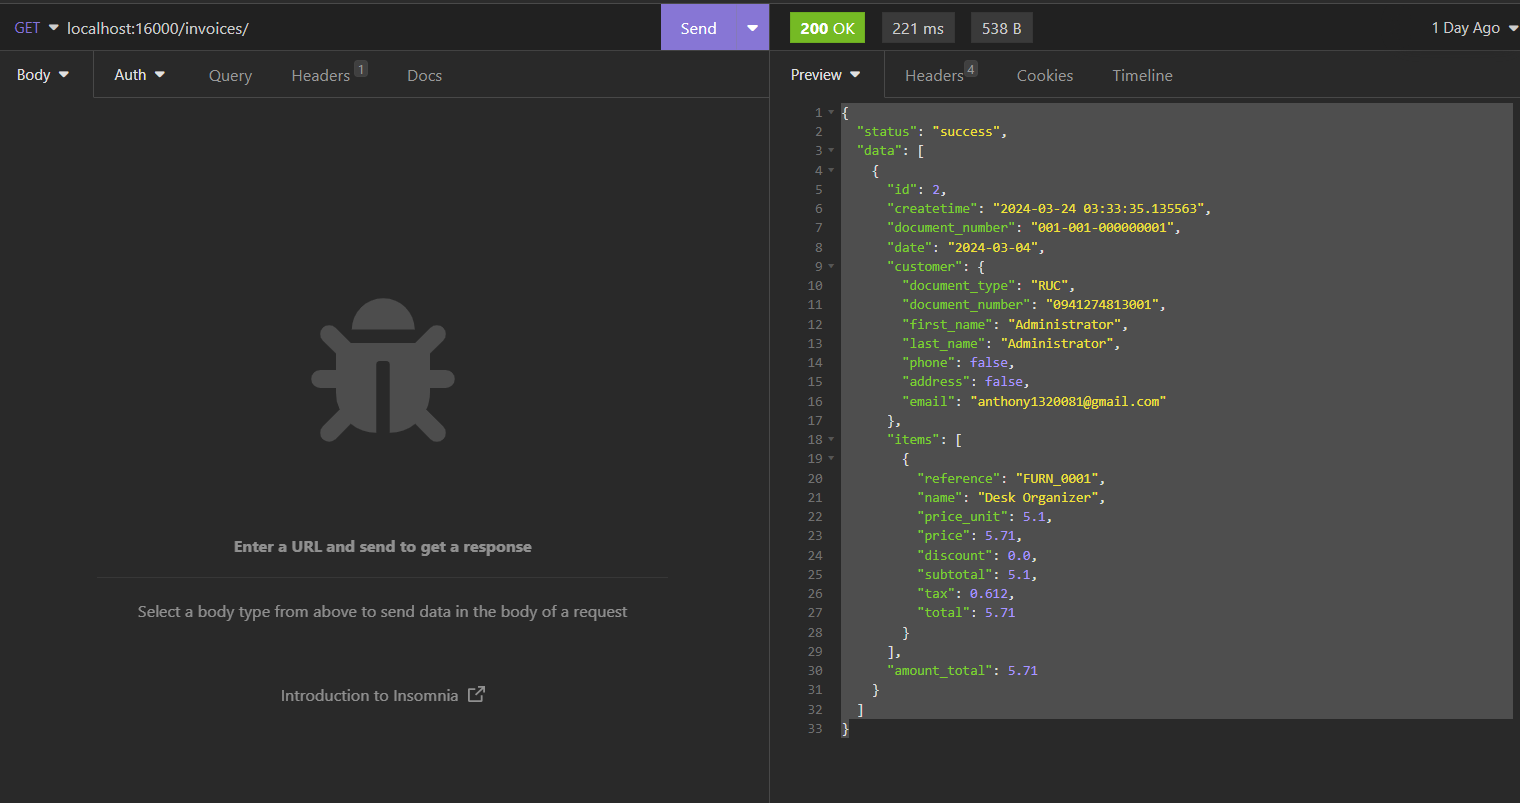 GET localhost:16000/invoices/ Send
200 OK 221 ms 538 B 1 Day Ago
Body Auth Query Headers 1 Docs
Preview Headers 4 Cookies Timeline
Enter a URL and send to get a response
Select a body type from above to send data in the body of a request
Introduction to Insomnia
1 {
2 "status": "success",
3 "data": [
4 {
5 "id": 2,
6 "createtime": "2024-03-24 03:33:35.135563",
7 "document_number": "001-001-000000001",
8 "date": "2024-03-04",
9 "customer": {
10 "document_type": "RUC",
11 "document_number": "0941274813001",
12 "first_name": "Administrator",
13 "last_name": "Administrator",
14 "phone": false,
15 "address": false,
16 "email": "anthony1320081@gmail.com"
17 },
18 "items": [
19 {
20 "reference": "FURN_0001",
21 "name": "Desk Organizer",
22 "price_unit": 5.1,
23 "price": 5.71,
24 "discount": 0.0,
25 "subtotal": 5.1,
26 "tax": 0.612,
27 "total": 5.71
28 }
29 ],
30 "amount_total": 5.71
31 }
32 ]
33 }